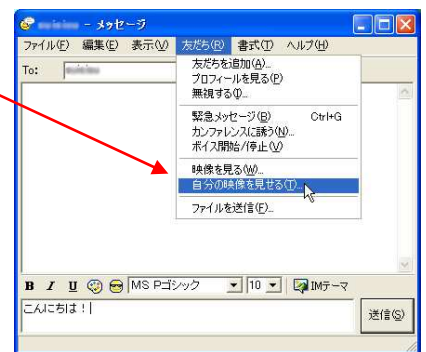 - メッセージ
ファイル(F) 編集(E) 表示(V) 友だち(R) 書式(T) ヘルプ(H)
To:
友だちを追加(A)...
プロフィールを見る(P)
無視する(I)...
緊急メッセージ(B) Ctrl+G
カンファレンスに誘う(N)...
ボイス開始/停止(V)
映像を見る(W)...
自分の映像を見せる(T)...
ファイルを送信(F)...
B I U MS Pゴシック 10 IMテーマ
こんにちは!
送信(S)